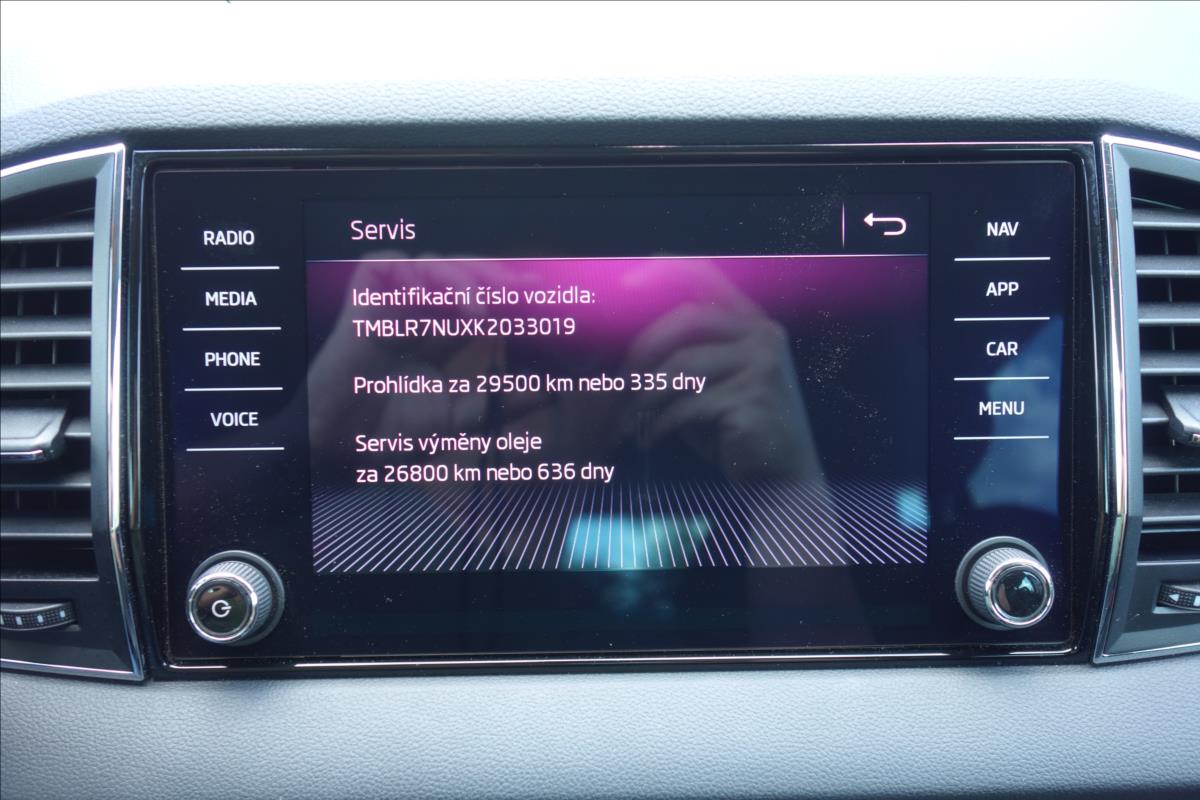 Servis
RADIO
MEDIA
PHONE
VOICE
Identifikační číslo vozidla:
TMBLR7NUXK2033019
Prohlídka za 29500 km nebo 335 dny
Servis výměny oleje
za 26800 km nebo 636 dny
NAV
APP
CAR
MENU